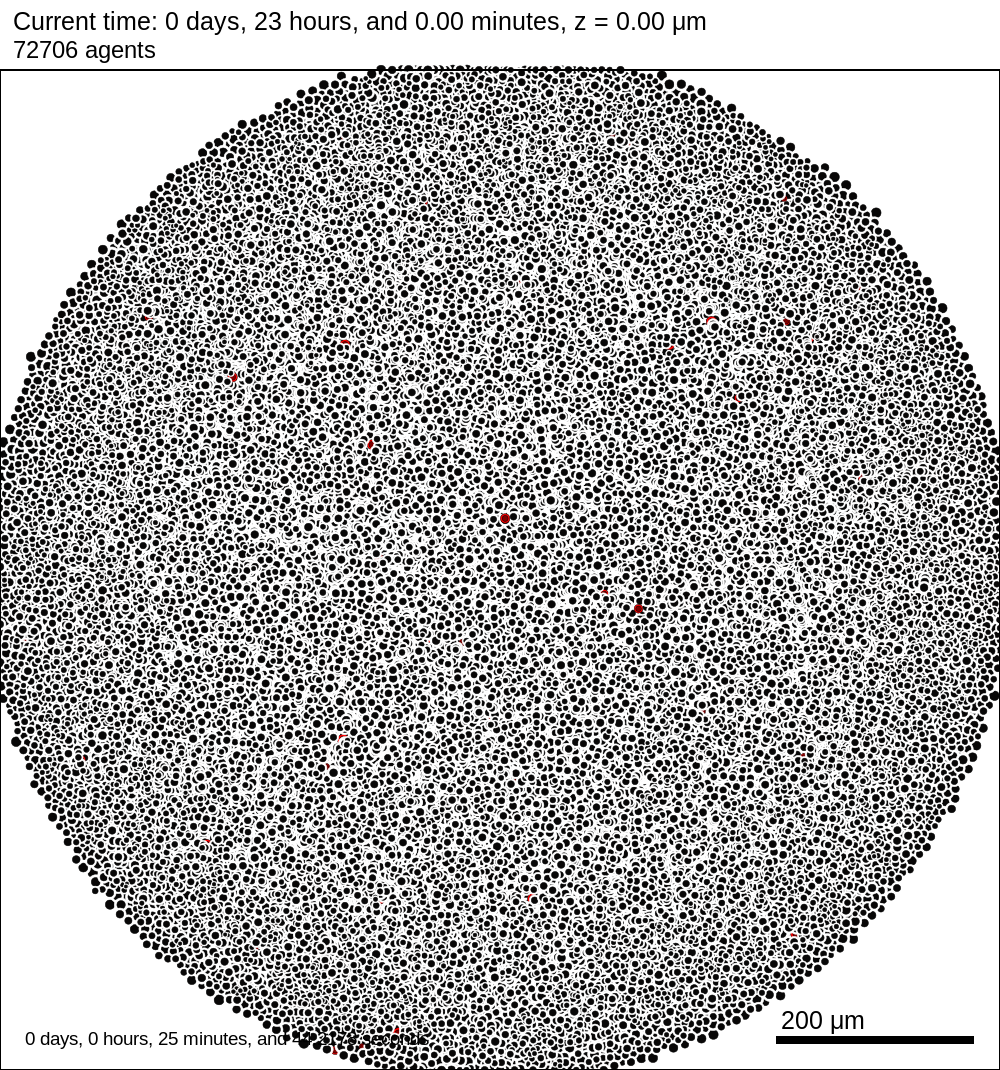 Current time: 0 days, 23 hours, and 0.00 minutes, z = 0.00 μm
72706 agents
200 μm
0 days, 0 hours, 25 minutes, and seconds